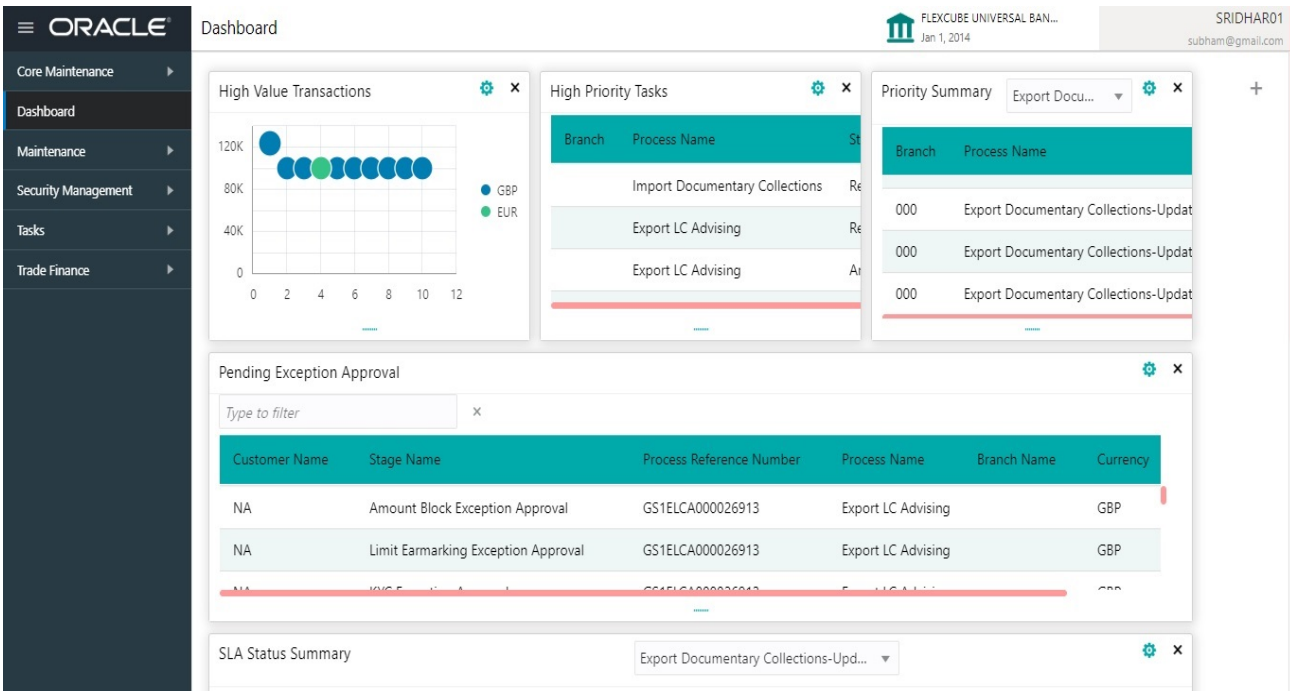 ORACLE
Dashboard
FLEXCUBE UNIVERSAL BAN...
Jan 1, 2014
SRIDHAR01
subham@gmail.com
Core Maintenance
Dashboard
Maintenance
Security Management
Tasks
Trade Finance
High Value Transactions
120K
80K
40K
0
0 2 4 6 8 10 12
GBP
EUR
High Priority Tasks
Branch Process Name St
Import Documentary Collections Re
Export LC Advising Re
Export LC Advising
Priority Summary Export Docu...
Branch Process Name
000 Export Documentary Collections-Updat
000 Export Documentary Collections-Updat
000 Export Documentary Collections-Updat
Pending Exception Approval
Type to filter
Customer Name Stage Name Process Reference Number Process Name Branch Name Currency
NA Amount Block Exception Approval GS1ELCA000026913 Export LC Advising GBP
NA Limit Earmarking Exception Approval GS1ELCA000026913 Export LC Advising GBP
SLA Status Summary Export Documentary Collections-Upd...